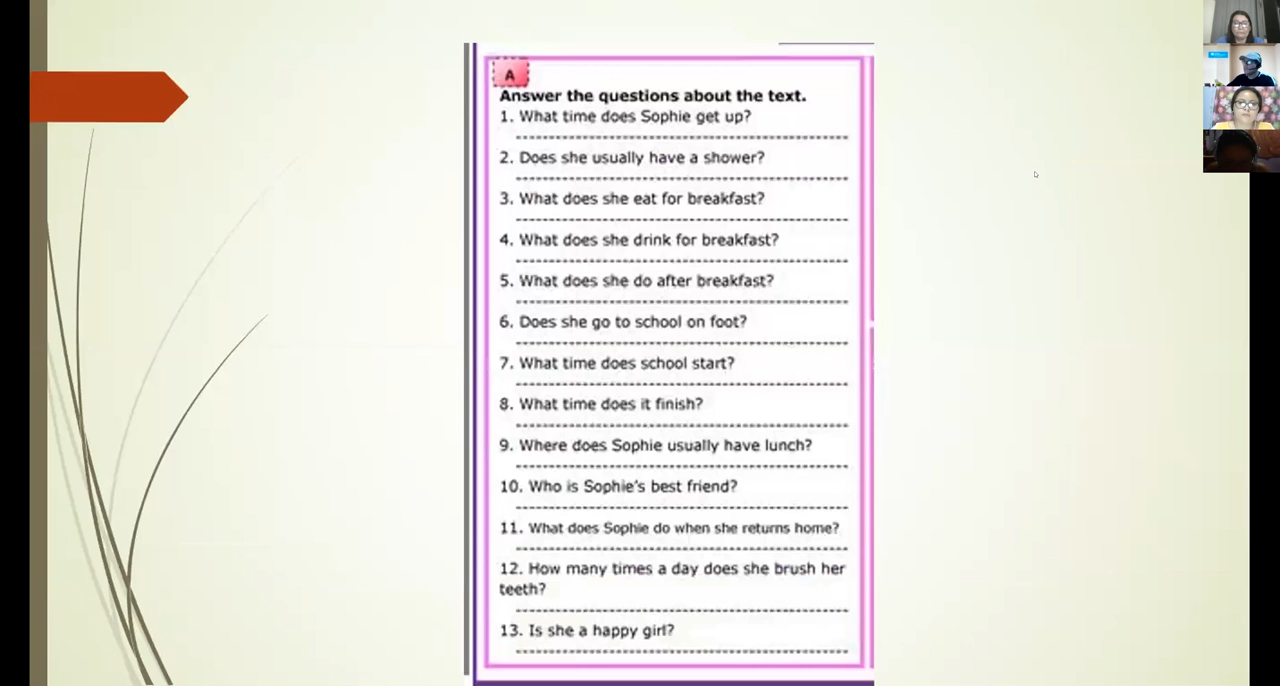 A
Answer the questions about the text.
1. What time does Sophie get up?
2. Does she usually have a shower?
3. What does she eat for breakfast?
4. What does she drink for breakfast?
5. What does she do after breakfast?
6. Does she go to school on foot?
7. What time does school start?
8. What time does it finish?
9. Where does Sophie usually have lunch?
10. Who is Sophie's best friend?
11. What does Sophie do when she returns home?
12. How many times a day does she brush her
teeth?
13. Is she a happy girl?